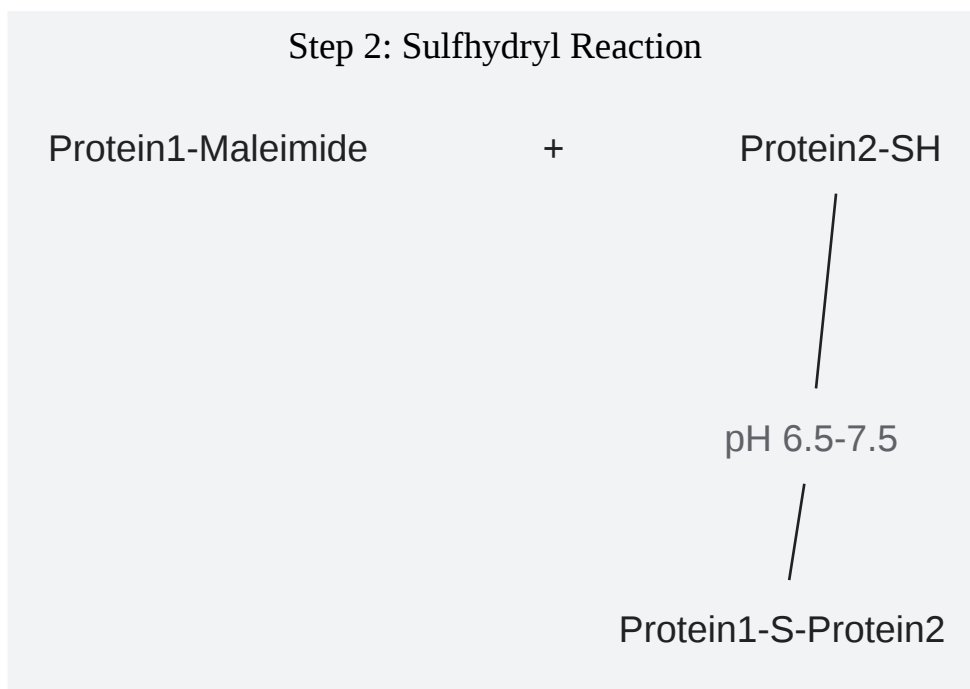 Step 2: Sulfhydryl Reaction
Protein1-Maleimide + Protein2-SH
pH 6.5-7.5
Protein1-S-Protein2